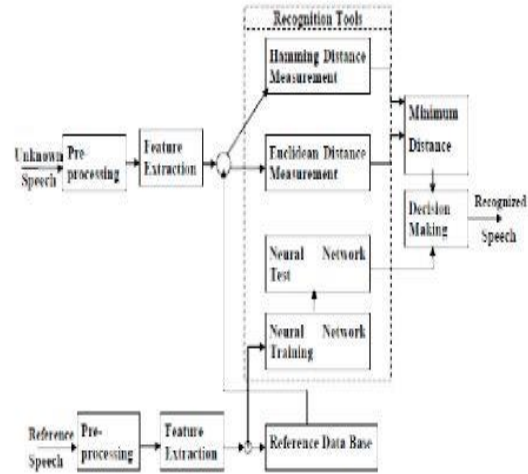 Recognition Tools
Hamming Distance
Measurement
Minimum
Distance
Unknown
Speech
Pre-
processing
Feature
Extraction
Euclidean Distance
Measurement
Decision
Making
Recognized
Speech
Neural Network
Test
Neural Network
Training
Reference
Speech
Pre-
processing
Feature
Extraction
Reference Data Base